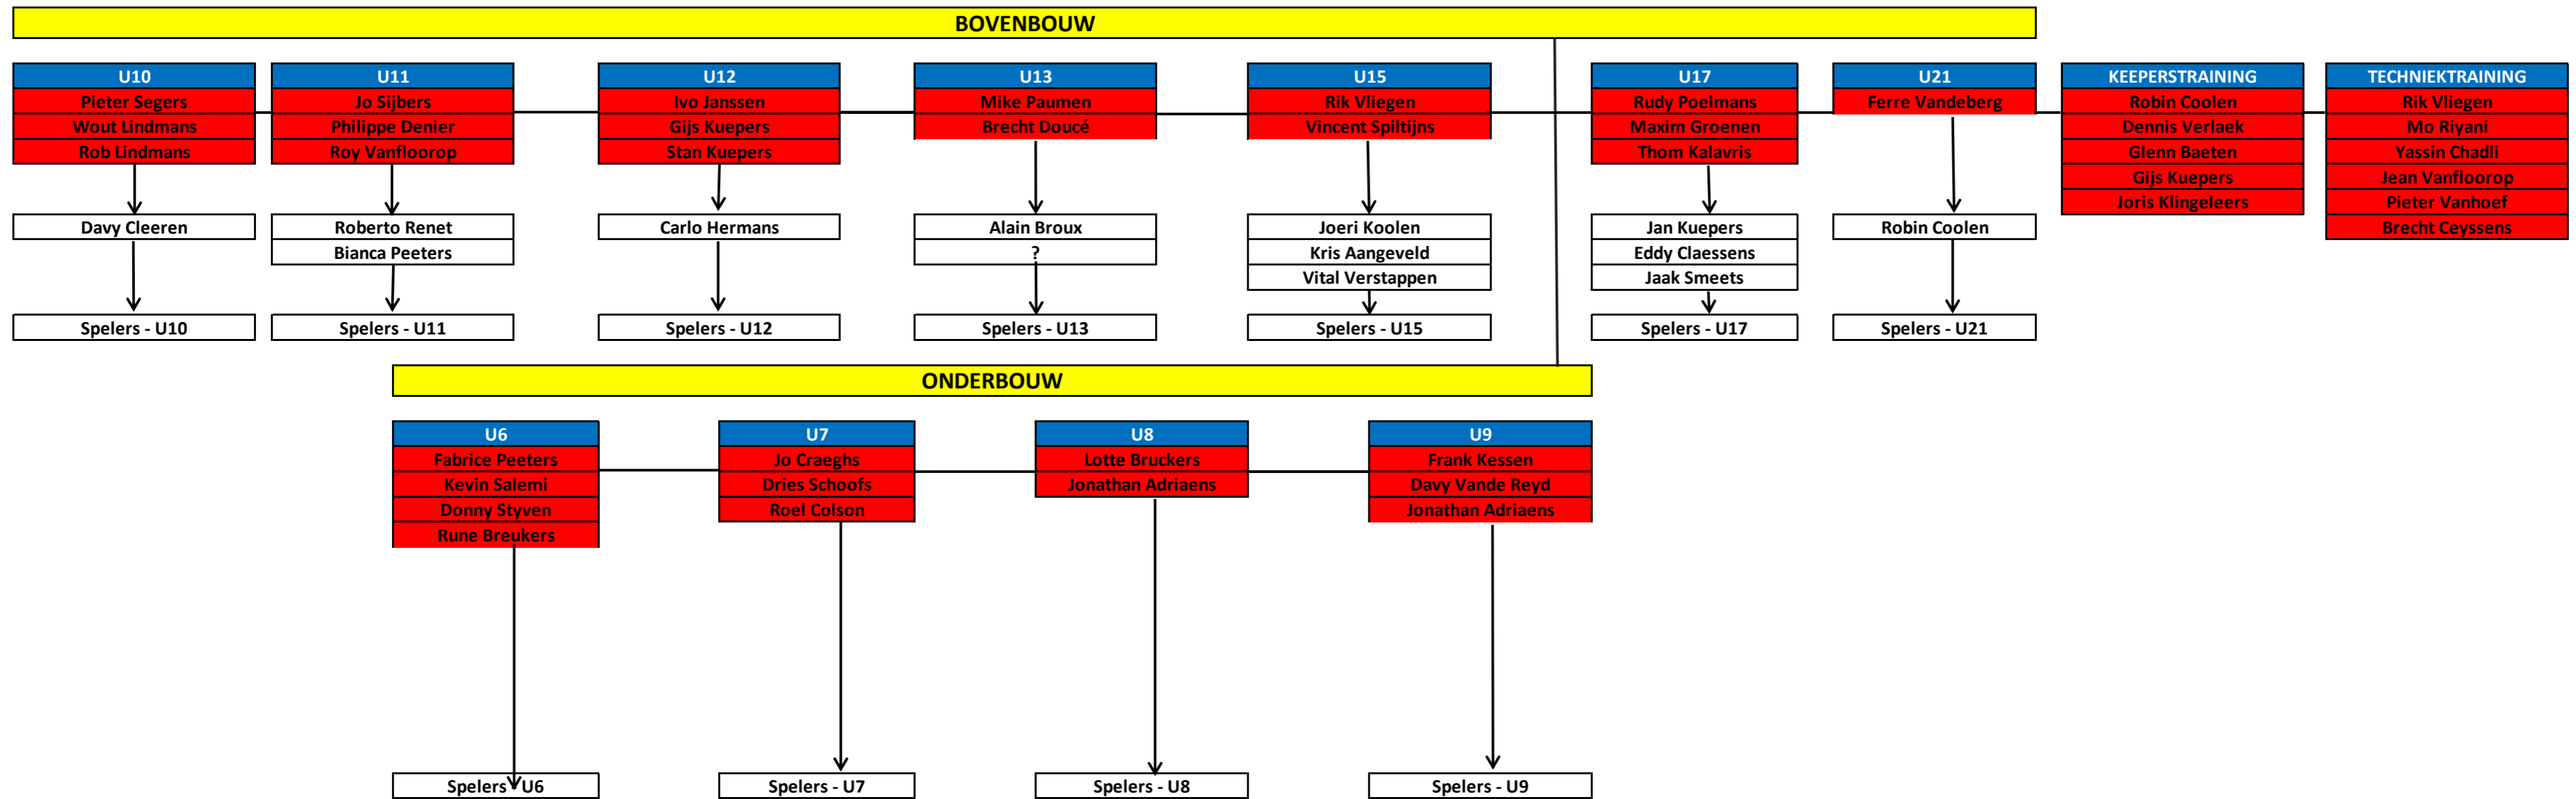 BOVENBOUW
U10
Pieter Segers
Wout Lindmans
Rob Lindmans
Davy Cleeren
Spelers - U10
U11
Jo Sijbers
Philippe Denier
Roy Vanfloorop
Roberto Renet
Bianca Peeters
Spelers - U11
U12
Ivo Janssen
Gijs Kuepers
Stan Kuepers
Carlo Hermans
Spelers - U12
U13
Mike Paumen
Brecht Doucé
Alain Broux
?
Spelers - U13
U15
Rik Vliegen
Vincent Spiltijns
Joeri Koolen
Kris Aangeveld
Vital Verstappen
Spelers - U15
U17
Rudy Poelmans
Maxim Groenen
Thom Kalavris
Jan Kuepers
Eddy Claessens
Jaak Smeets
Spelers - U17
U21
Ferre Vandeberg
Robin Coolen
Spelers - U21
KEEPERSTRAINING
Robin Coolen
Dennis Verlaek
Glenn Baeten
Gijs Kuepers
Joris Klingeleers
TECHNIEKTRAINING
Rik Vliegen
Mo Riyani
Yassin Chadli
Jean Vanfloorop
Pieter Vanhoef
Brecht Ceyssens
ONDERBOUW
U6
Fabrice Peeters
Kevin Salemi
Donny Styven
Rune Breukers
Spelers - U6
U7
Jo Craeghs
Dries Schoofs
Roel Colson
Spelers - U7
U8
Lotte Bruckers
Jonathan Adriaens
Spelers - U8
U9
Frank Kessen
Davy Vande Reyd
Jonathan Adriaens
Spelers - U9